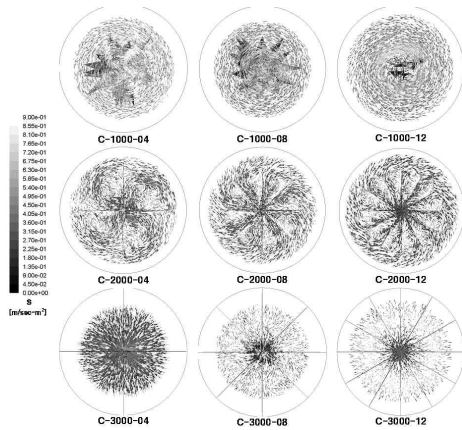 C-1000-04 C-1000-08 C-1000-12
9.00e-01
8.55e-01
8.10e-01
7.65e-01
7.20e-01
6.75e-01
6.30e-01
5.85e-01
5.40e-01
4.95e-01
4.50e-01
4.05e-01
3.60e-01
3.15e-01
2.70e-01
2.25e-01
1.80e-01
1.35e-01
9.00e-02
4.50e-02
0.00e+00
S
[m/sec-m²]
C-2000-04 C-2000-08 C-2000-12
C-3000-04 C-3000-08 C-3000-12